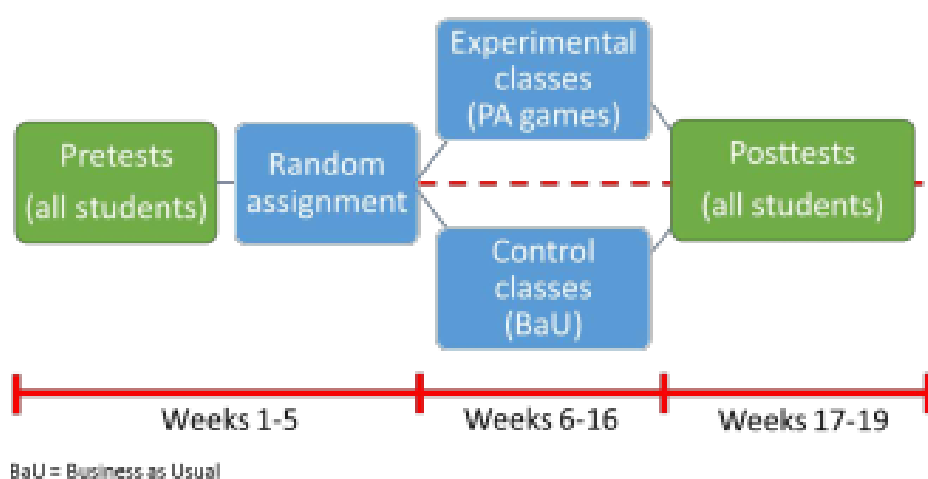 Pretests
(all students)
Random
assignment
Experimental
classes
(PA games)
Control
classes
(BaU)
Posttests
(all students)
Weeks 1-5
Weeks 6-16
Weeks 17-19
BaU = Business as Usual